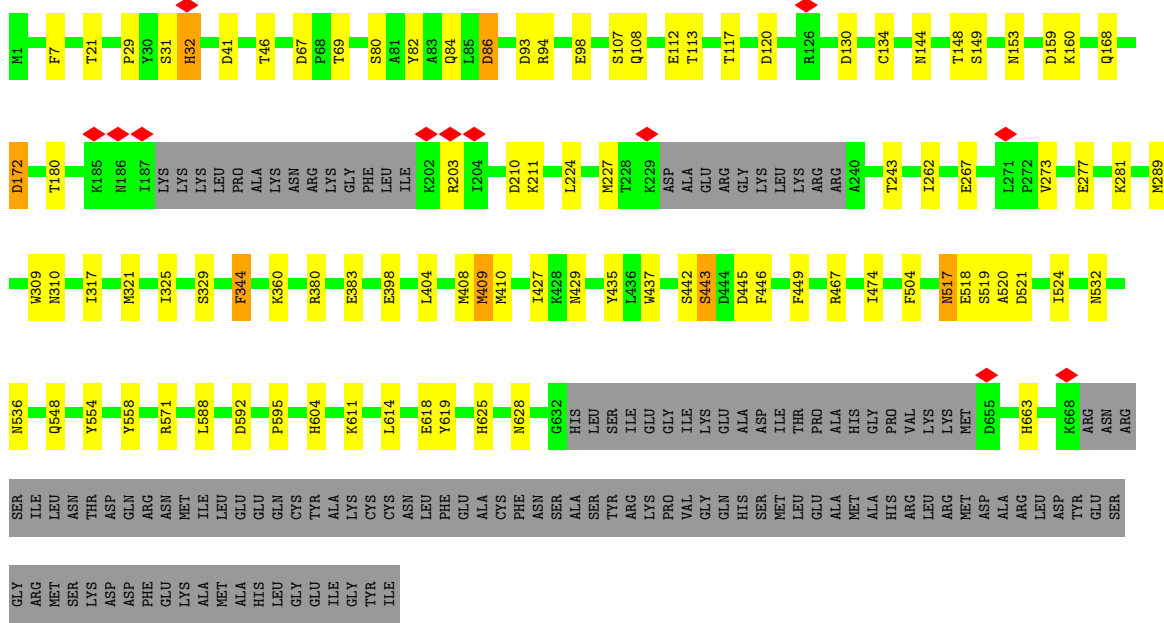 M1 F7 T21 P29 Y30 S31 H32 D41 T46 D67 P68 T69 S80 A81 Y82 A83 Q84 L85 D86 D93 R94 E98 S107 Q108 E112 T113 T117 D120 R126 D130 C134 N144 T148 S149 N153 D159 K160 Q168
D172 T180 K185 N186 I187 LYS LYS LYS LEU PRO ALA LYS ASN ARG LYS GLY PHE LEU ILE K202 R203 I204 D210 K211 L224 M227 T228 K229 ASP ALA GLU ARG GLY LYS LEU LYS ARG ARG A240 T243 I262 E267 L271 P272 V273 E277 K281 M289
W309 N310 I317 M321 I325 S329 F344 K360 R380 E383 E398 L404 M408 M409 M410 I427 K428 N429 Y435 L436 W437 S442 S443 D444 D445 F446 F449 R467 I474 F504 N517 E518 S519 A520 D521 I524 N532
N536 Q548 Y554 Y558 R571 L588 D592 P595 H604 K611 L614 E618 Y619 H625 N628 G632 HIS LEU SER ILE GLU GLY ILE LYS GLU ALA ASP MET ILE THR PRO ALA HIS GLY PRO VAL LYS LYS MET D655 H663 K668 ARG ASN ARG
SER ILE LEU ASN THR ASP ASP GLN ARG ASN MET ILE LEU GLU GLU GLN CYS TYR ALA LYS CYS CYS ASN LEU PHE GLU ALA CYS PHE ASN SER ALA SER TYR ARG LYS PRO VAL GLY GLN HIS SER MET LEU GLU ALA MET ALA HIS ARG LEU ARG MET ASP ALA ARG LEU ASP TYR GLU SER
GLY ARG MET SER LYS ASP ASP PHE GLU LYS ALA MET ALA HIS LEU GLY GLU ILE GLY TYR ILE